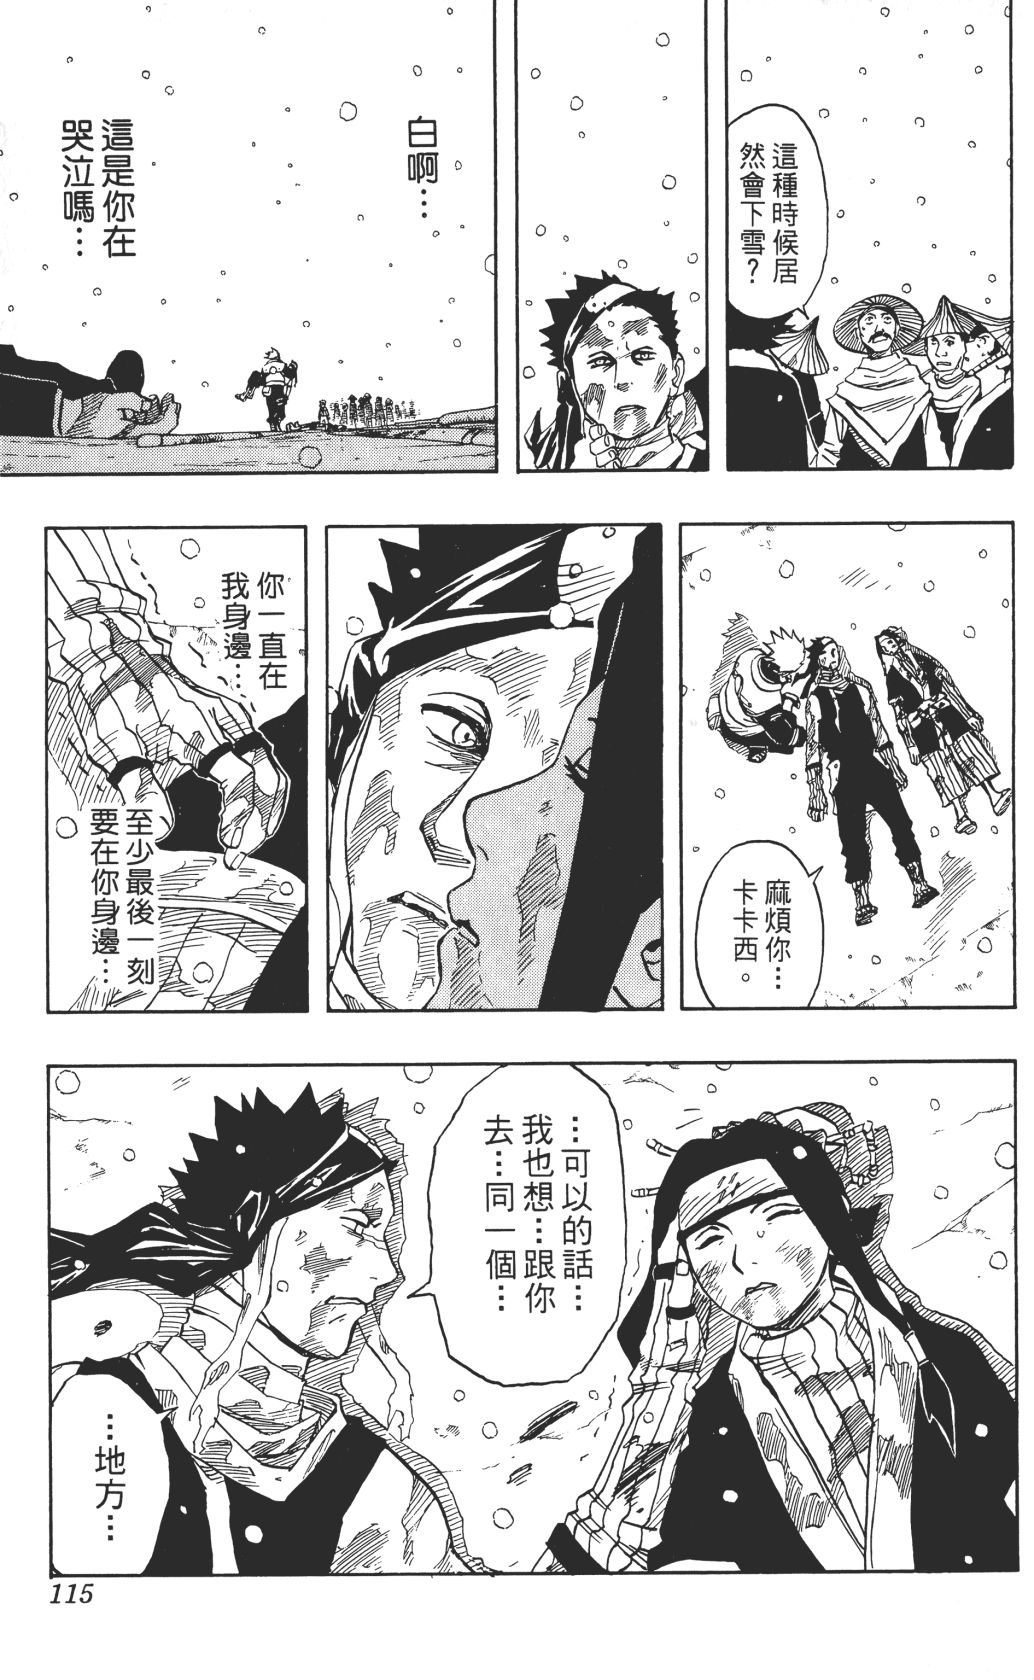 這種時候居
然會下雪？
白啊…
這是你在
哭泣嗎…
麻煩你…
卡卡西。
你一直在
我身邊…
至少最後一刻
要在你身邊…
…可以的話…
我也想…跟你
去…同一個…
…地方…
115